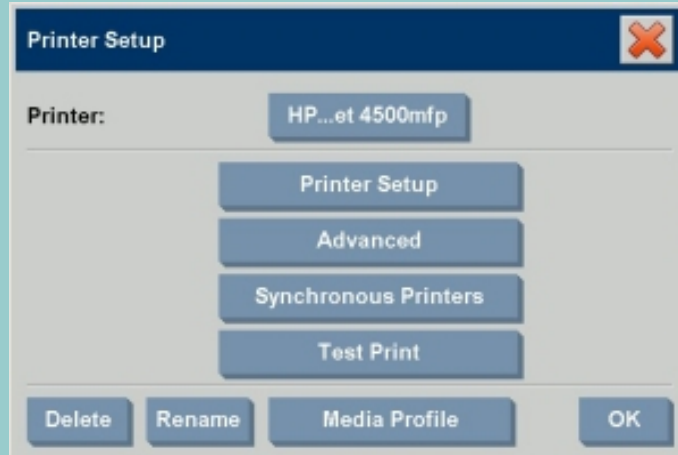 Printer Setup
Printer: HP...et 4500mfp
Printer Setup
Advanced
Synchronous Printers
Test Print
Delete Rename Media Profile OK